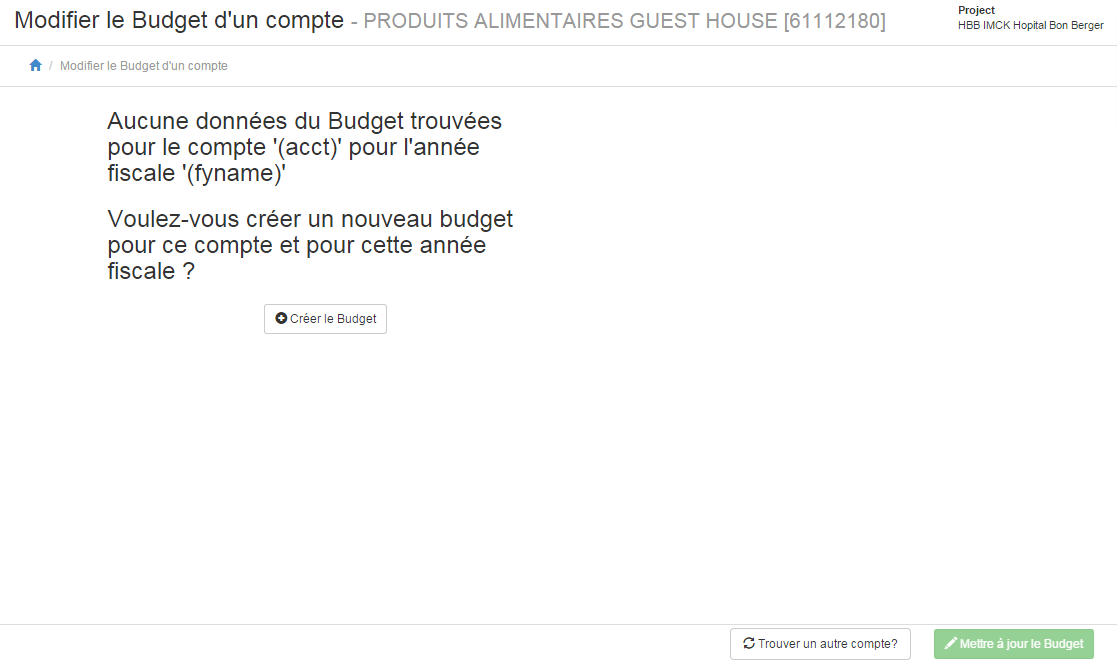 Modifier le Budget d'un compte - PRODUITS ALIMENTAIRES GUEST HOUSE [61112180]
Project
HBB IMCK Hopital Bon Berger
/ Modifier le Budget d'un compte
Aucune données du Budget trouvées
pour le compte '(acct)' pour l'année
fiscale '(fyname)'
Voulez-vous créer un nouveau budget
pour ce compte et pour cette année
fiscale ?
Créer le Budget
Trouver un autre compte?
Mettre á jour le Budget